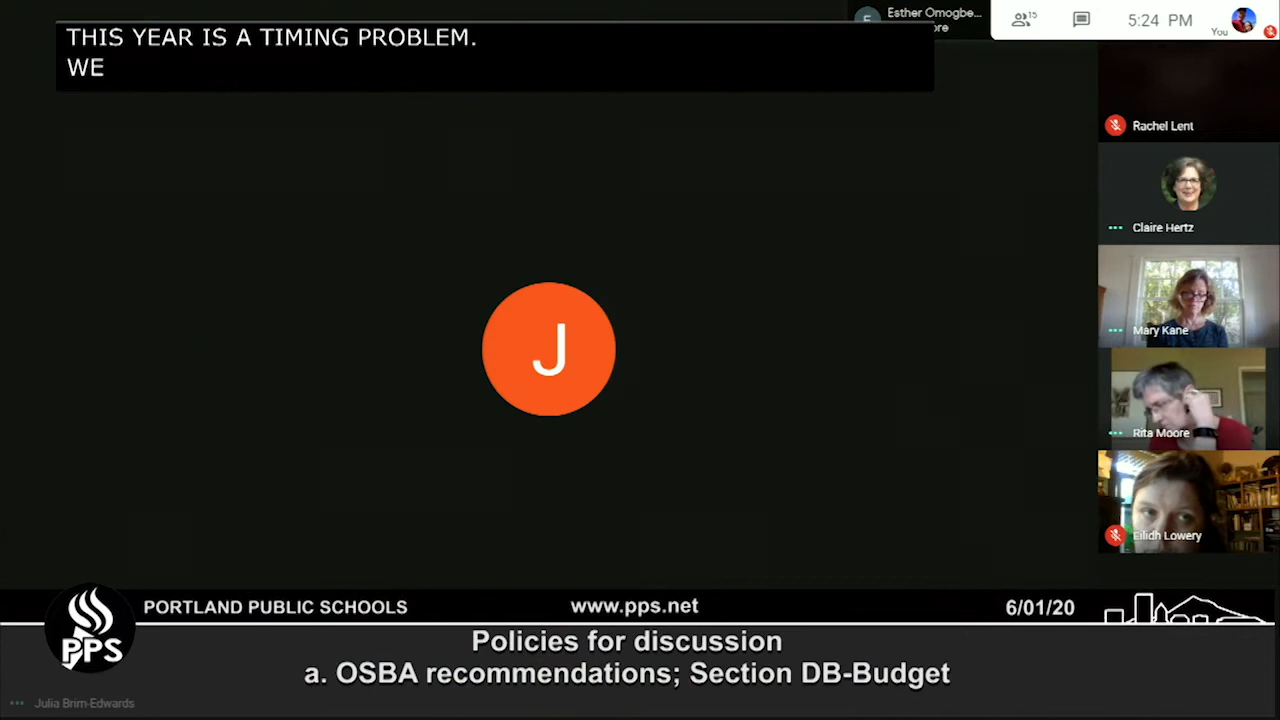 THIS YEAR IS A TIMING PROBLEM.
WE
E
Esther Omogbe...
ore
15
5:24 PM
You
Rachel Lent
Claire Hertz
Mary Kane
Rita Moore
Eilidh Lowery
J
PORTLAND PUBLIC SCHOOLS
www.pps.net
6/01/20
PPS
Policies for discussion
a. OSBA recommendations; Section DB-Budget
Julia Brim-Edwards